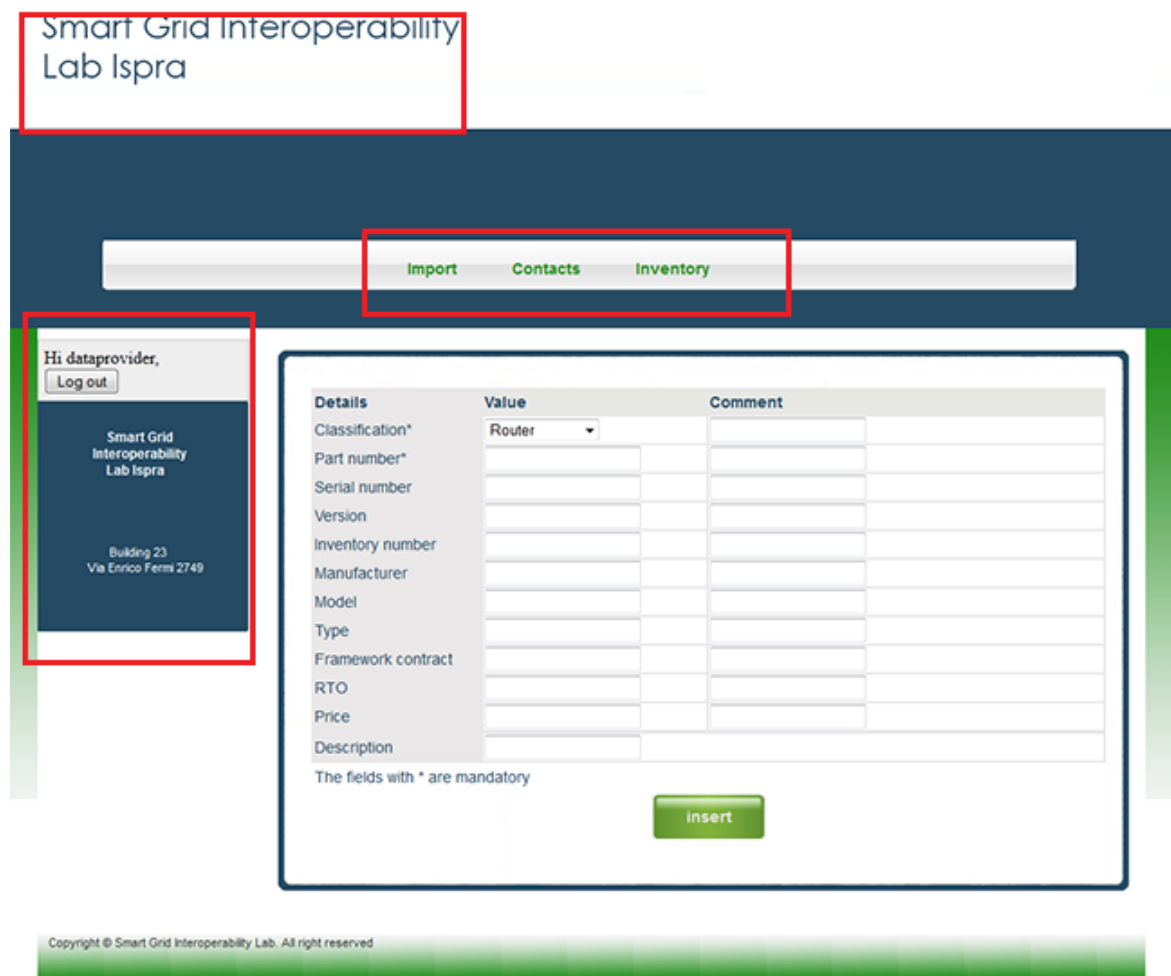 Smart Grid Interoperability
Lab Ispra
Import Contacts Inventory
Hi dataprovider,
Log out
Smart Grid
Interoperability
Lab Ispra
Building 23
Via Enrico Fermi 2749
Details Value Comment
Classification* Router
Part number*
Serial number
Version
Inventory number
Manufacturer
Model
Type
Framework contract
RTO
Price
Description
The fields with * are mandatory
insert
Copyright © Smart Grid Interoperability Lab. All right reserved